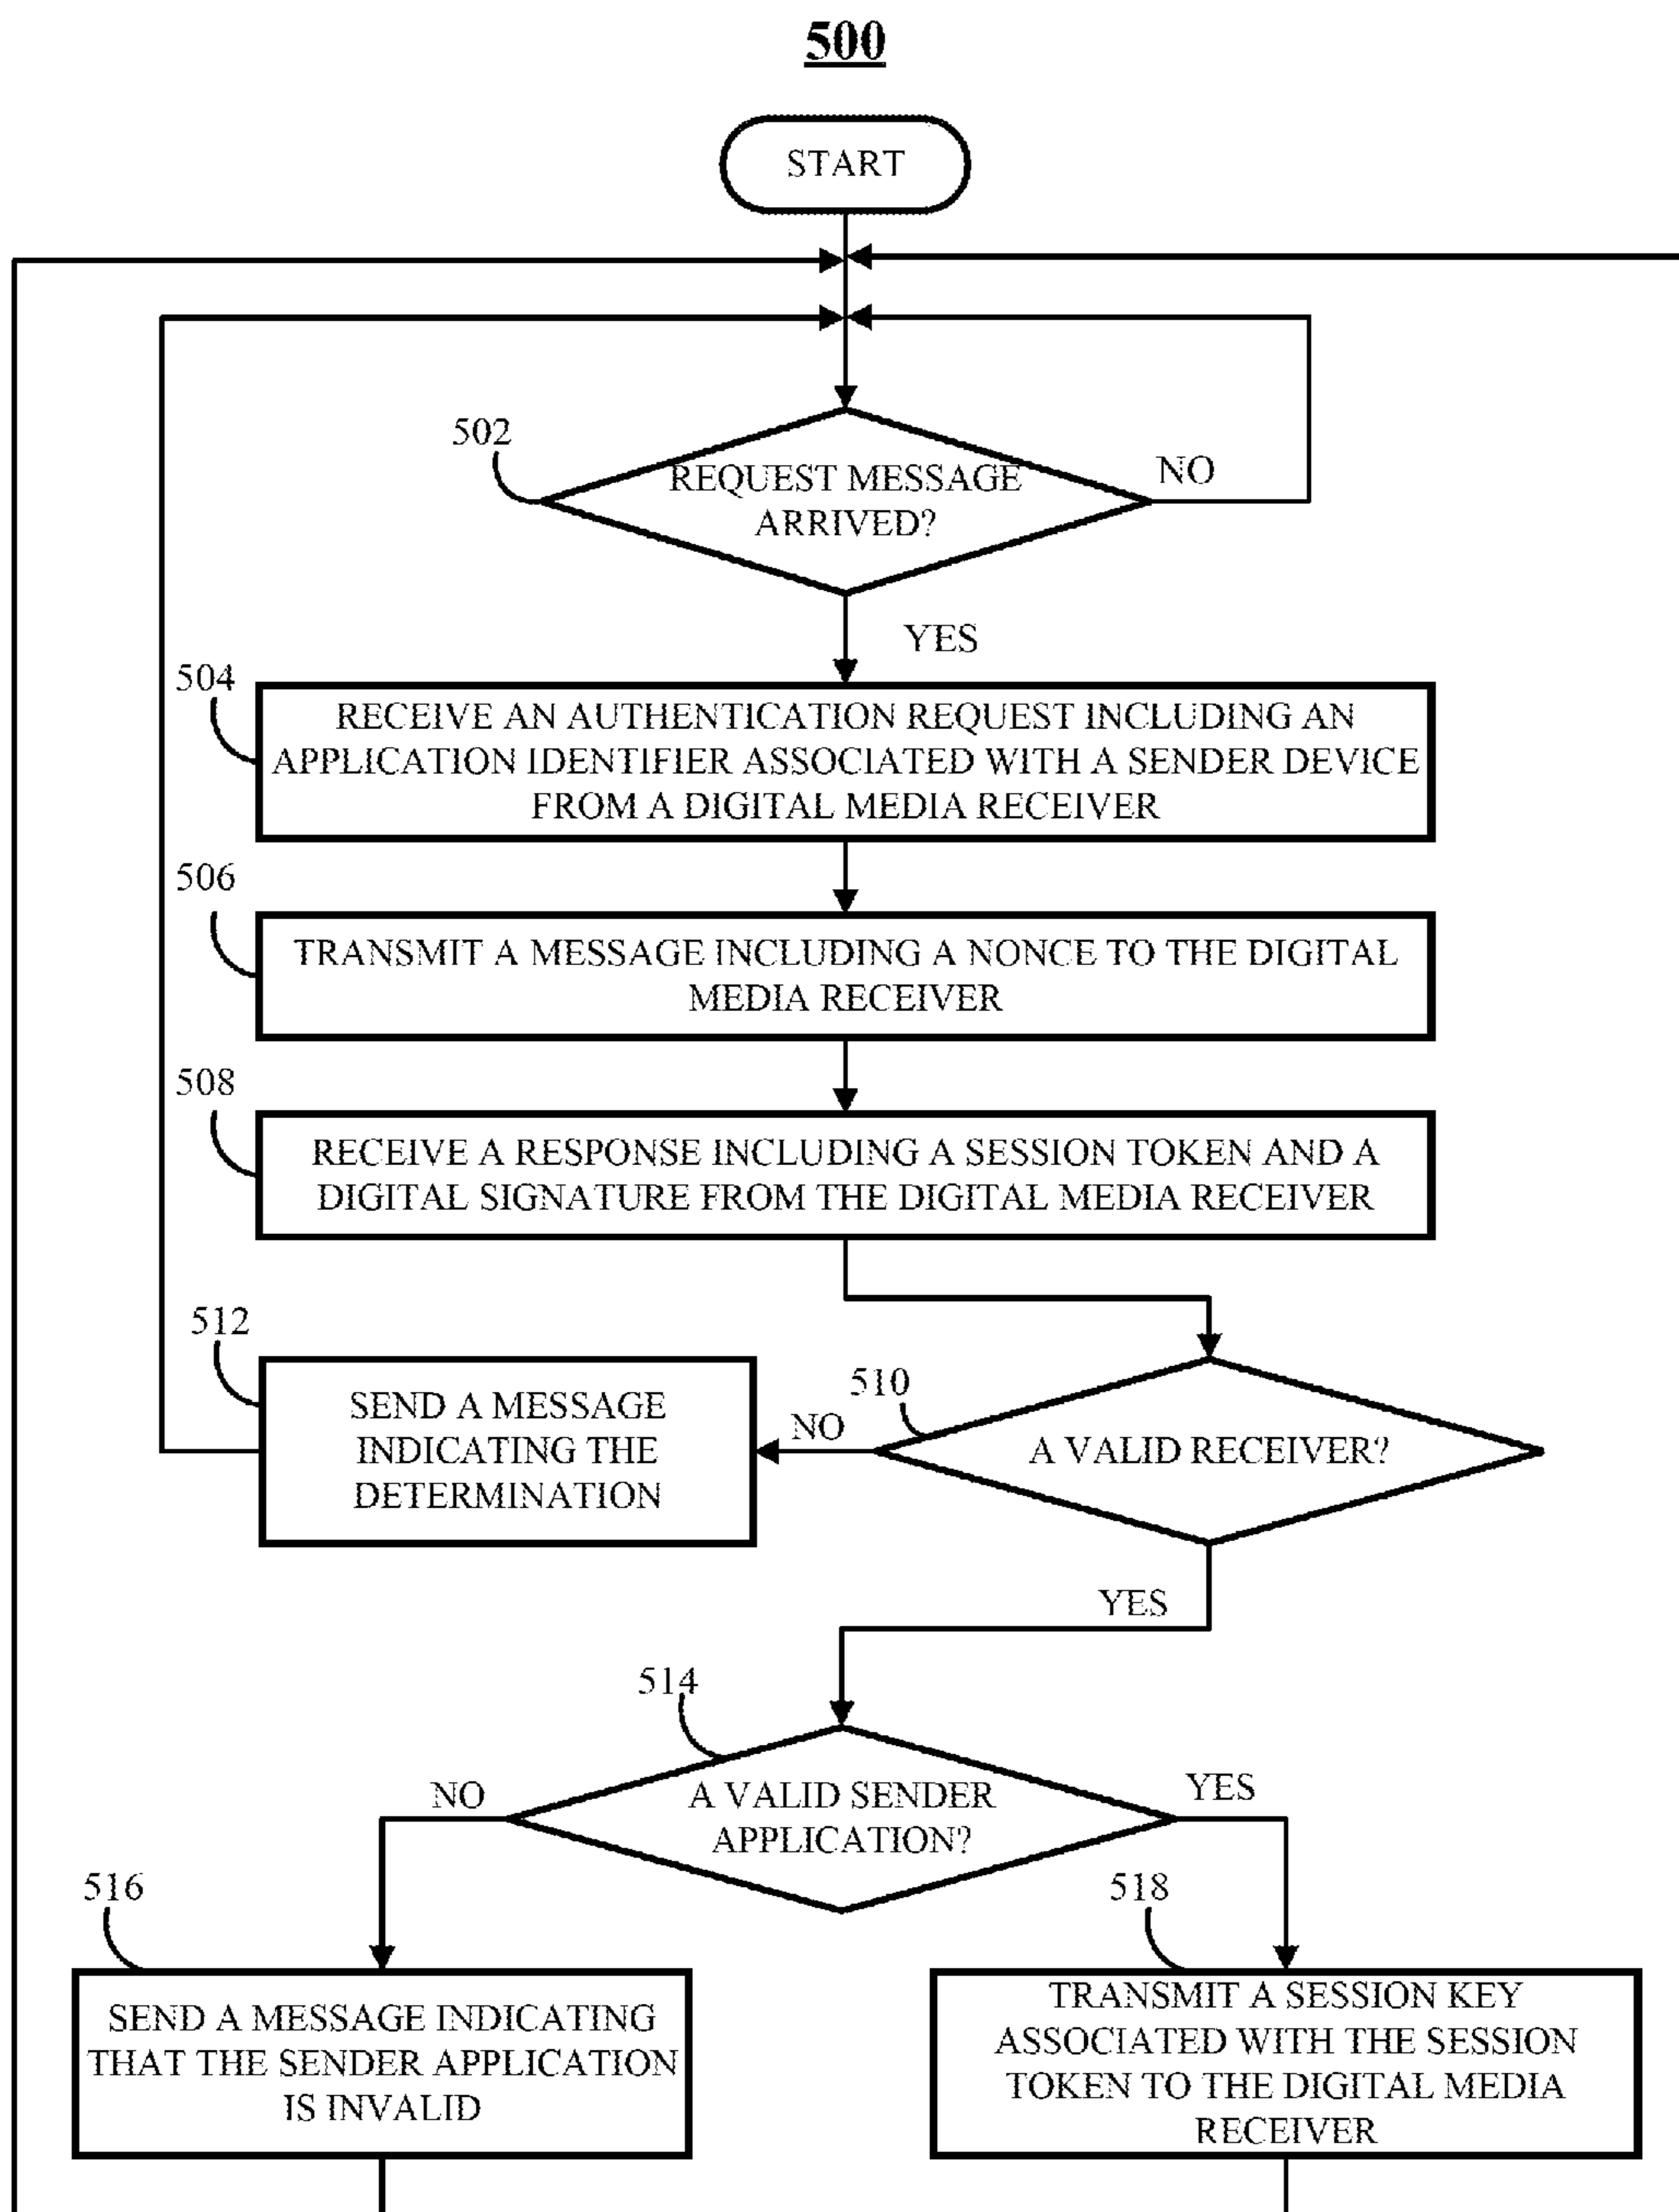 500
START
502
REQUEST MESSAGE
ARRIVED?
NO
YES
504
RECEIVE AN AUTHENTICATION REQUEST INCLUDING AN
APPLICATION IDENTIFIER ASSOCIATED WITH A SENDER DEVICE
FROM A DIGITAL MEDIA RECEIVER
506
TRANSMIT A MESSAGE INCLUDING A NONCE TO THE DIGITAL
MEDIA RECEIVER
508
RECEIVE A RESPONSE INCLUDING A SESSION TOKEN AND A
DIGITAL SIGNATURE FROM THE DIGITAL MEDIA RECEIVER
512
SEND A MESSAGE
INDICATING THE
DETERMINATION
NO
510
A VALID RECEIVER?
YES
514
A VALID SENDER
APPLICATION?
NO
YES
516
SEND A MESSAGE INDICATING
THAT THE SENDER APPLICATION
IS INVALID
518
TRANSMIT A SESSION KEY
ASSOCIATED WITH THE SESSION
TOKEN TO THE DIGITAL MEDIA
RECEIVER